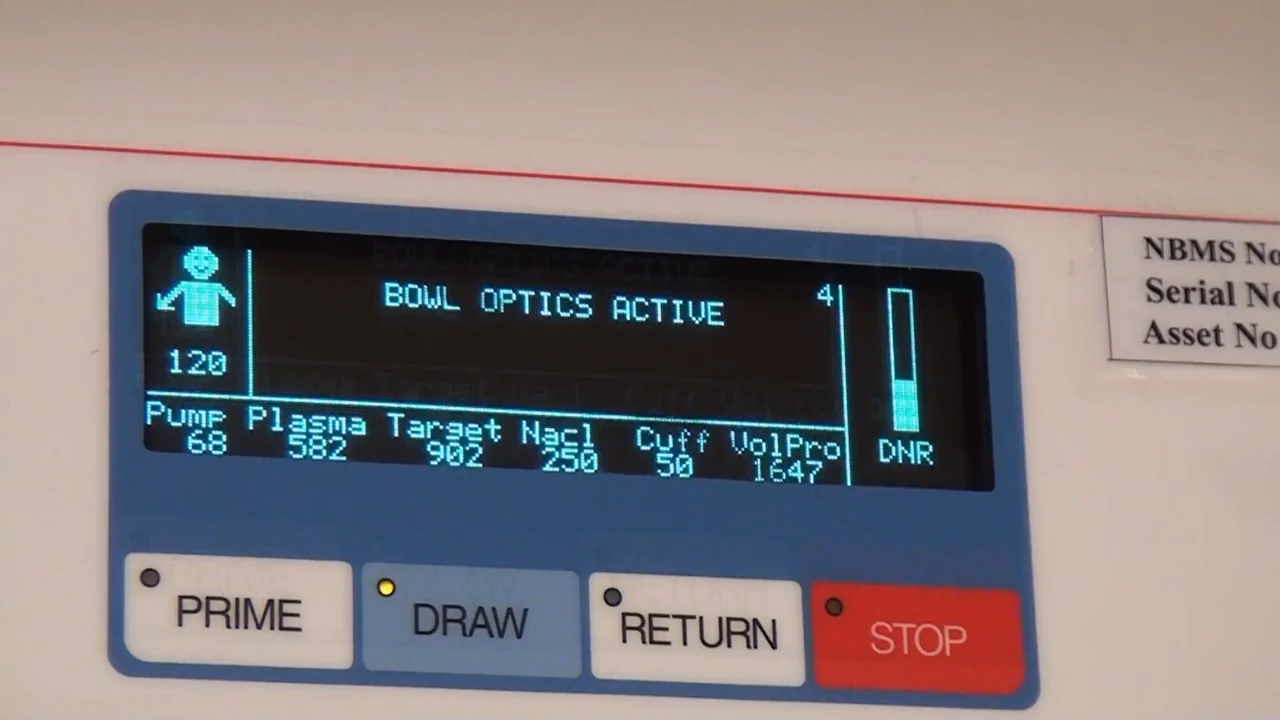 BOWL OPTICS ACTIVE 4
120
Pump Plasma Target Nacl Cuff VolPro DNR
68 582 902 250 50 1647
PRIME DRAW RETURN STOP
NBMS No
Serial No
Asset No